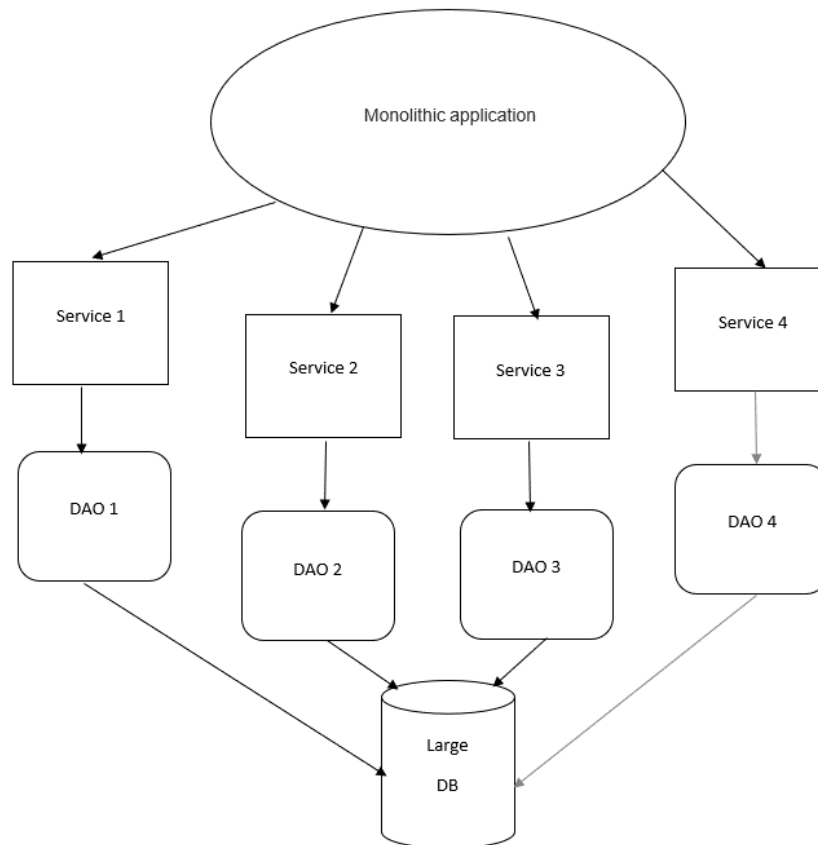 Monolithic application
Service 1
Service 2
Service 3
Service 4
DAO 1
DAO 2
DAO 3
DAO 4
Large
DB